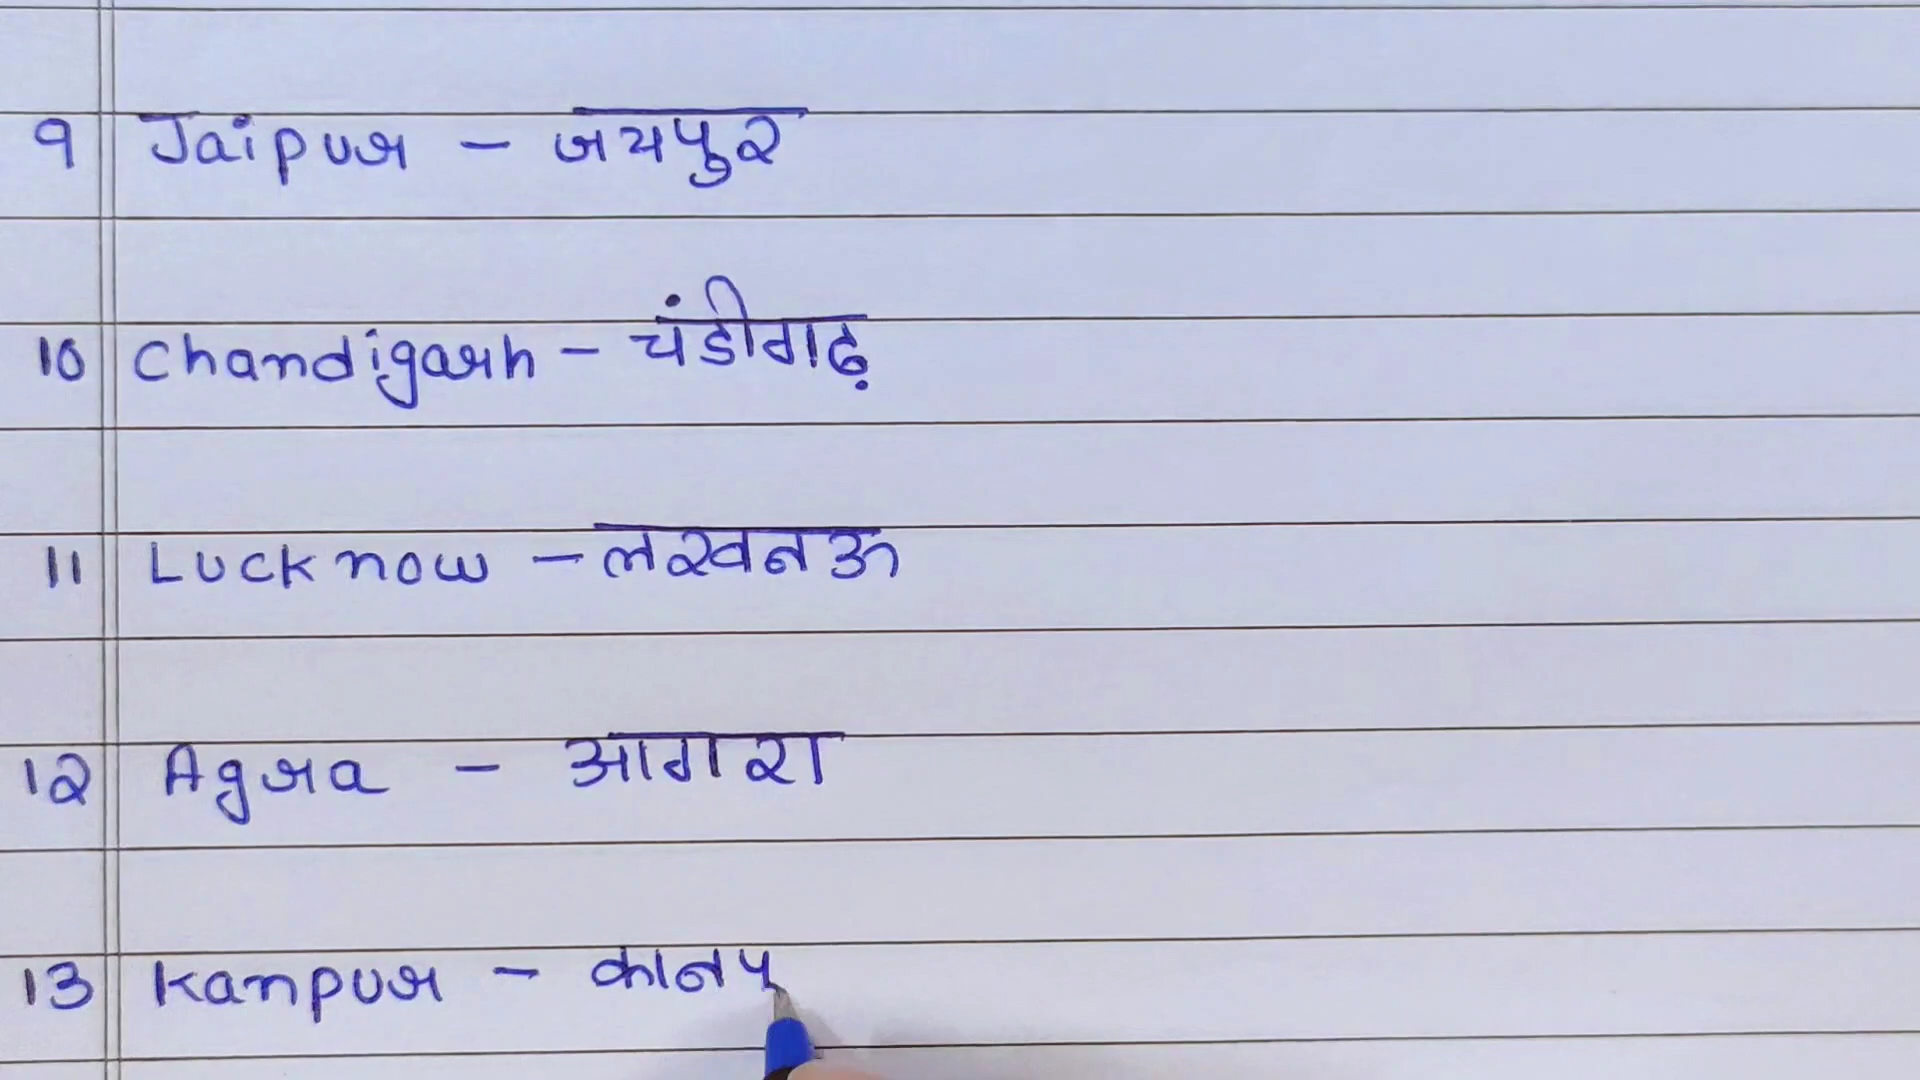 9 Jaipur - जयपुर
10 Chandigarh - चंडीगढ़
11 Lucknow - लखनऊ
12 Agra - आगरा
13 Kanpur - कानप